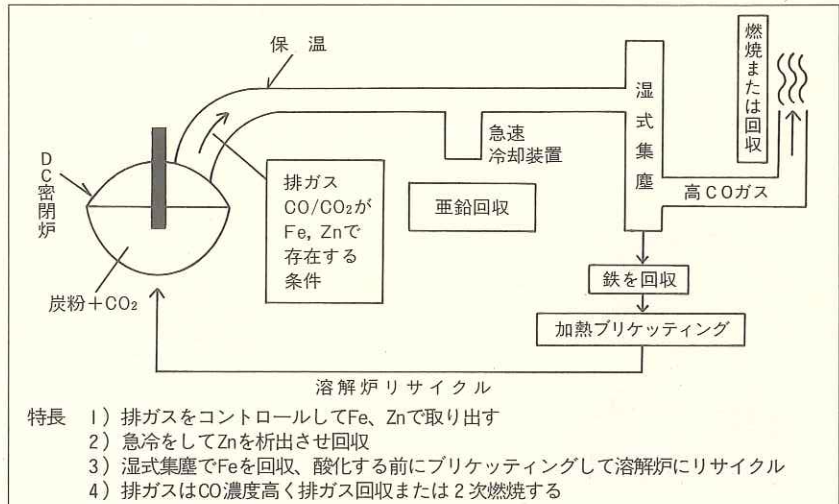 保 温
DC密閉炉
炭粉＋CO₂
排ガス
CO/CO₂が
Fe, Znで
存在する
条件
急速
冷却装置
亜鉛回収
湿式集塵
燃焼または回収
高COガス
鉄を回収
加熱ブリケッティング
溶解炉リサイクル
特長 1）排ガスをコントロールしてFe、Znで取り出す
2）急冷をしてZnを析出させ回収
3）湿式集塵でFeを回収、酸化する前にブリケッティングして溶解炉にリサイクル
4）排ガスはCO濃度高く排ガス回収または2次燃焼する